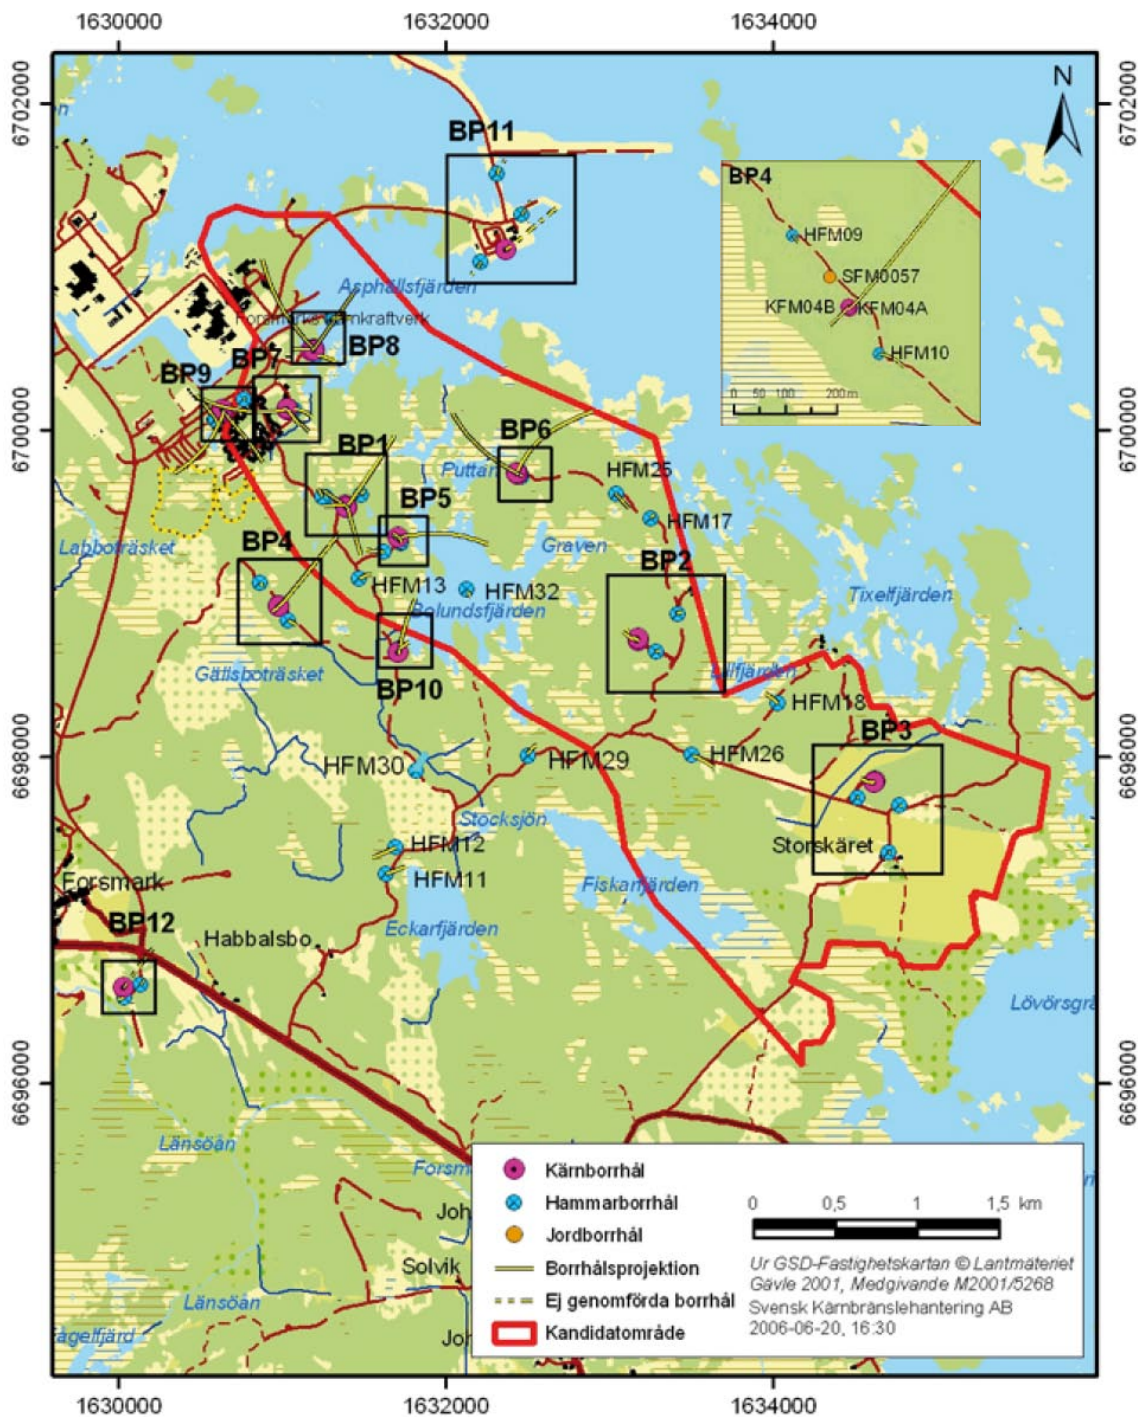 1630000
1632000
1634000
6702000
6702000
N
BP11
BP4
HFM09
SFM0057
KFM04B
KFM04A
HFM10
0 50 100 200 m
Asphällsfjärden
BP8
BP7
BP9
6700000
6700000
BP6
BP1
Puttan
HFM25
BP5
HFM17
Labboträsket
BP4
Graven
BP2
HFM13
HFM32
Bolundsfjärden
Tixelfjärden
Gällsboträsket
Lillfjärden
BP10
HFM18
BP3
6698000
6698000
HFM30
HFM29
HFM26
Stocksjön
HFM12
Storskäret
HFM11
Forsmark
Fiskarfjärden
BP12
Habbalsbo
Eckarfjärden
Lövörsgr
6696000
6696000
Länsöån
Forsm
Joh
Solvik
Länsöån
ågelfjärd
Jor
Kärnborrhål
Hammarborrhål
Jordborrhål
Borrhålsprojektion
Ej genomförda borrhål
Kandidatområde
0 0,5 1 1,5 km
Ur GSD-Fastighetskartan © Lantmäteriet
Gävle 2001, Medgivande M2001/5268
Svensk Kärnbränslehantering AB
2006-06-20, 16:30
1630000
1632000
1634000